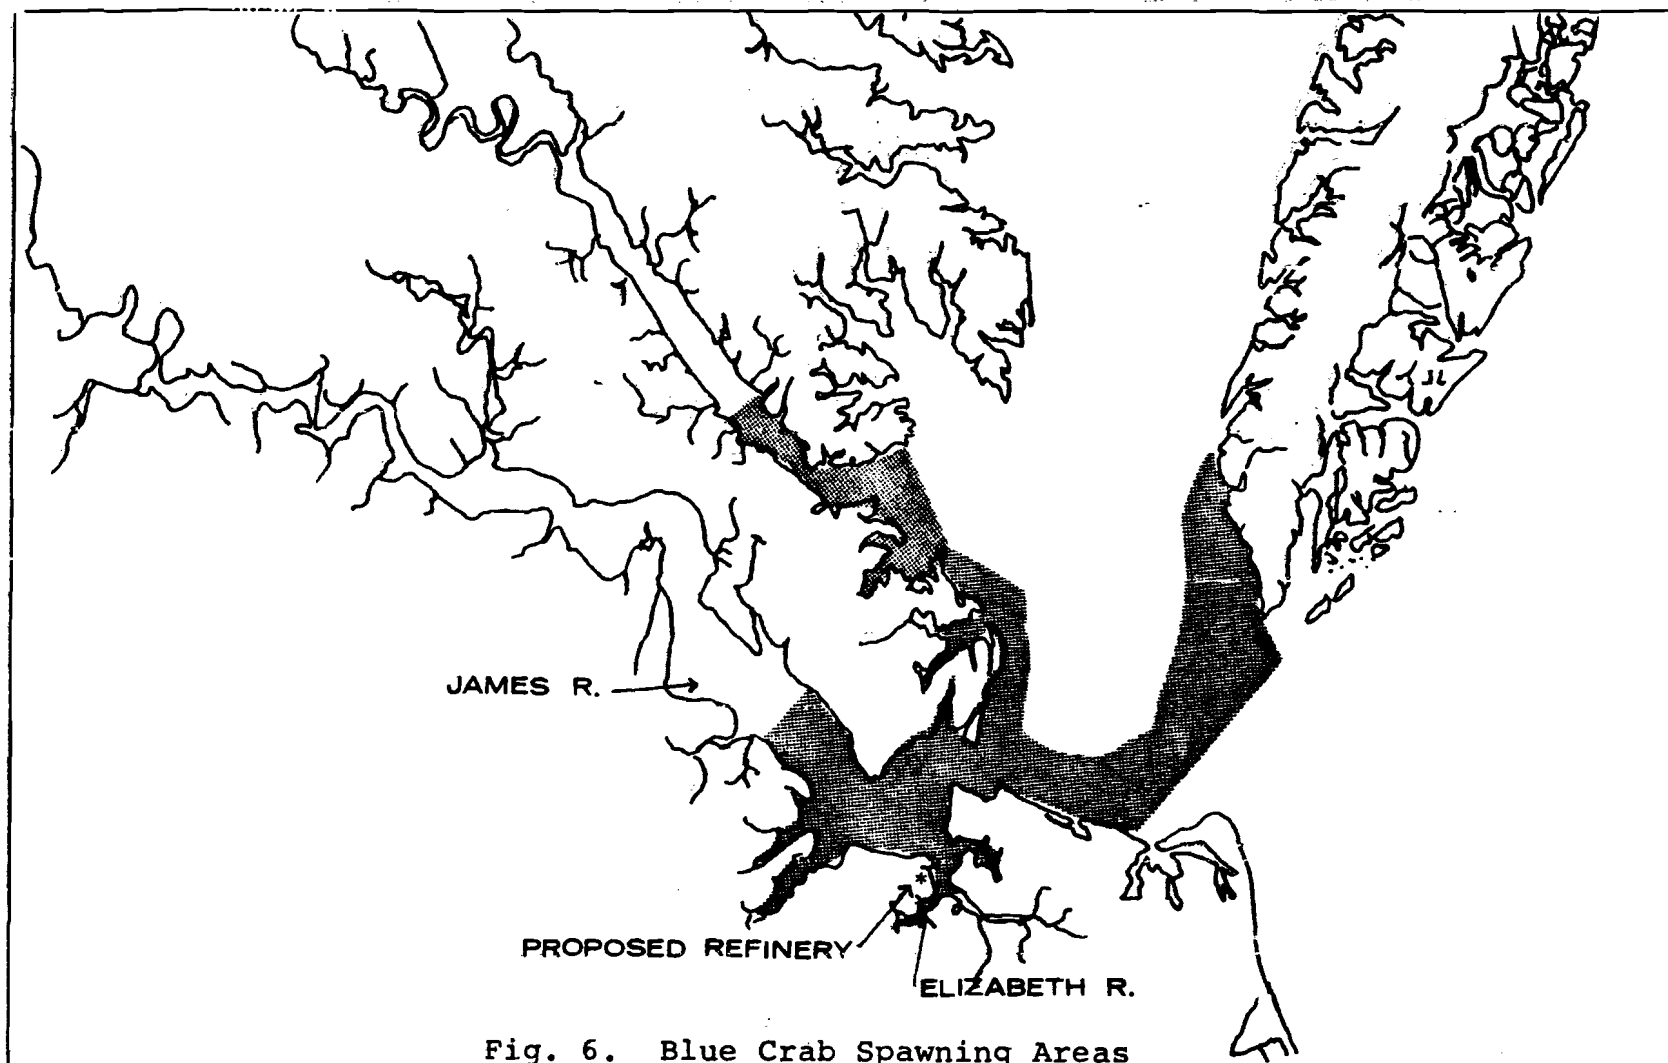 JAMES R.
*
PROPOSED REFINERY
ELIZABETH R.
Fig. 6. Blue Crab Spawning Areas